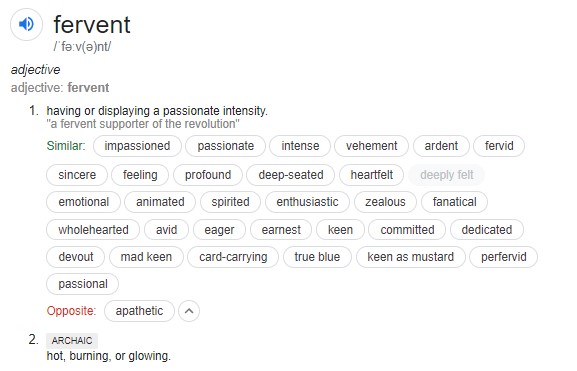 fervent
/ˈfəːv(ə)nt/
adjective
adjective: fervent
1. having or displaying a passionate intensity.
"a fervent supporter of the revolution"
Similar: impassioned passionate intense vehement ardent fervid
sincere feeling profound deep-seated heartfelt deeply felt
emotional animated spirited enthusiastic zealous fanatical
wholehearted avid eager earnest keen committed dedicated
devout mad keen card-carrying true blue keen as mustard perfervid
passional
Opposite: apathetic
2. ARCHAIC
hot, burning, or glowing.